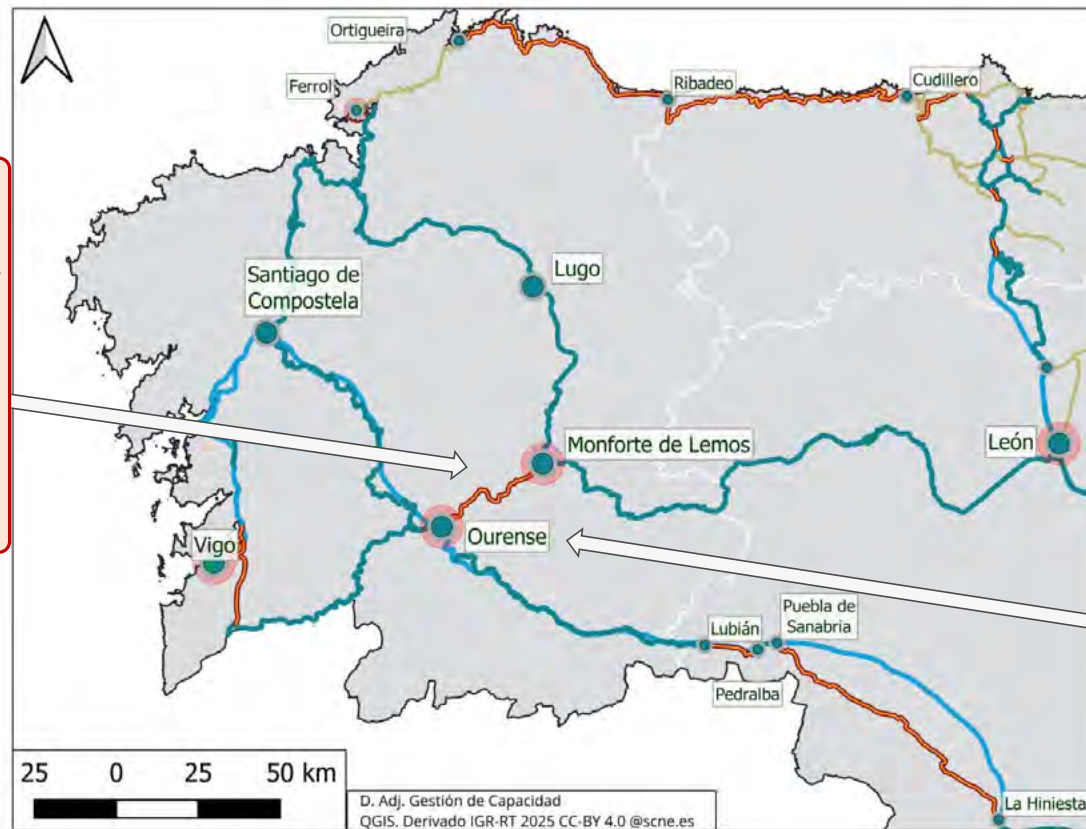 Ortigueira
Ferrol
Ribadeo
Cudillero
Santiago de
Compostela
Lugo
Monforte de Lemos
León
Vigo
Ourense
Lubián
Puebla de
Sanabria
Pedralba
La Hiniesta
25 0 25 50 km
D. Adj. Gestión de Capacidad
QGIS. Derivado IGR-RT 2025 CC-BY 4.0 @scne.es